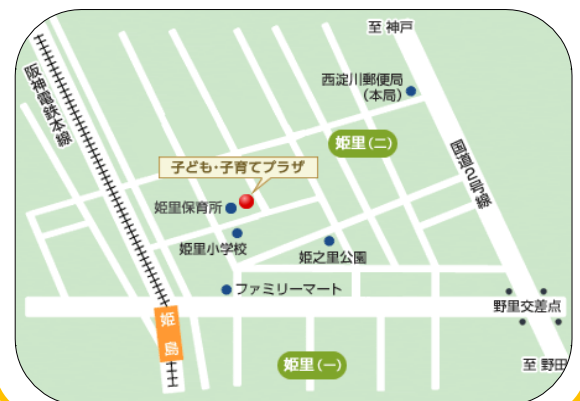 至 神戸
西淀川郵便局
（本局）
阪神電鉄本線
国道2号線
姫里（二）
子ども・子育てプラザ
姫里保育所
姫里小学校
姫之里公園
ファミリーマート
野里交差点
姫島
姫里（一）
至 野田